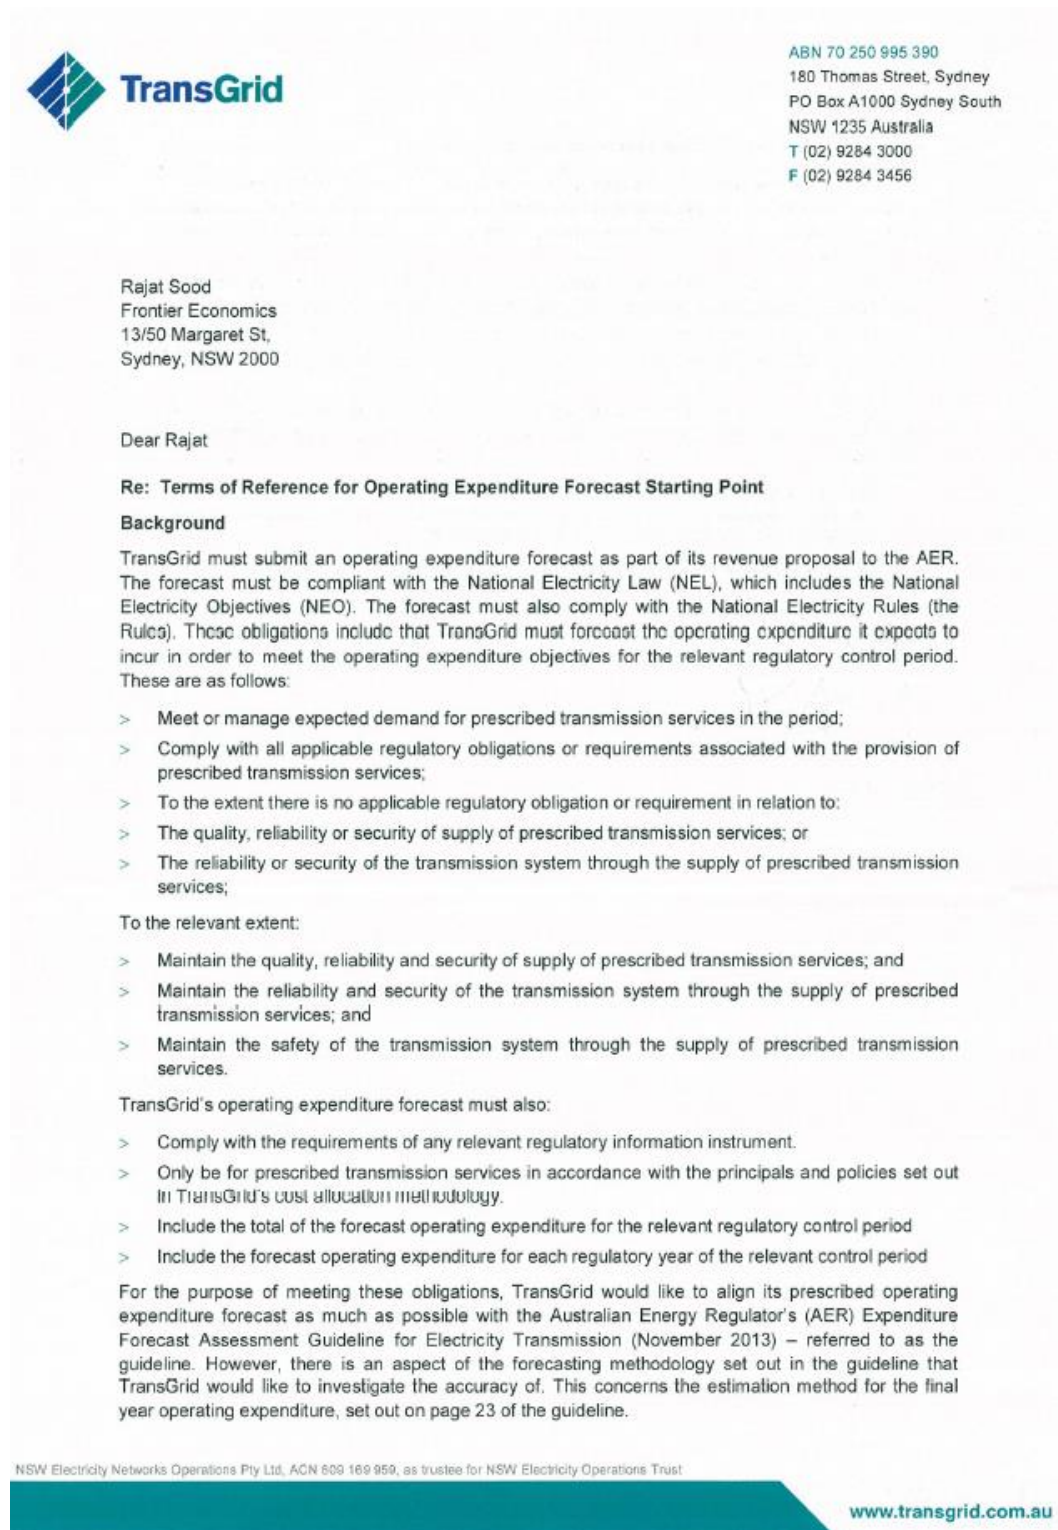 TransGrid
ABN 70 250 995 390
180 Thomas Street, Sydney
PO Box A1000 Sydney South
NSW 1235 Australia
T (02) 9284 3000
F (02) 9284 3456
Rajat Sood
Frontier Economics
13/50 Margaret St,
Sydney, NSW 2000
Dear Rajat
Re: Terms of Reference for Operating Expenditure Forecast Starting Point
Background
TransGrid must submit an operating expenditure forecast as part of its revenue proposal to the AER.
The forecast must be compliant with the National Electricity Law (NEL), which includes the National
Electricity Objectives (NEO). The forecast must also comply with the National Electricity Rules (the
Rules). These obligations include that TransGrid must forecast the operating expenditure it expects to
incur in order to meet the operating expenditure objectives for the relevant regulatory control period.
These are as follows:
> Meet or manage expected demand for prescribed transmission services in the period;
> Comply with all applicable regulatory obligations or requirements associated with the provision of
prescribed transmission services;
> To the extent there is no applicable regulatory obligation or requirement in relation to:
> The quality, reliability or security of supply of prescribed transmission services; or
> The reliability or security of the transmission system through the supply of prescribed transmission
services;
To the relevant extent:
> Maintain the quality, reliability and security of supply of prescribed transmission services; and
> Maintain the reliability and security of the transmission system through the supply of prescribed
transmission services; and
> Maintain the safety of the transmission system through the supply of prescribed transmission
services.
TransGrid's operating expenditure forecast must also:
> Comply with the requirements of any relevant regulatory information instrument.
> Only be for prescribed transmission services in accordance with the principals and policies set out
in TransGrid's cost allocation methodology.
> Include the total of the forecast operating expenditure for the relevant regulatory control period
> Include the forecast operating expenditure for each regulatory year of the relevant control period
For the purpose of meeting these obligations, TransGrid would like to align its prescribed operating
expenditure forecast as much as possible with the Australian Energy Regulator's (AER) Expenditure
Forecast Assessment Guideline for Electricity Transmission (November 2013) – referred to as the
guideline. However, there is an aspect of the forecasting methodology set out in the guideline that
TransGrid would like to investigate the accuracy of. This concerns the estimation method for the final
year operating expenditure, set out on page 23 of the guideline.
NSW Electricity Networks Operations Pty Ltd, ACN 609 169 959, as trustee for NSW Electricity Operations Trust
www.transgrid.com.au